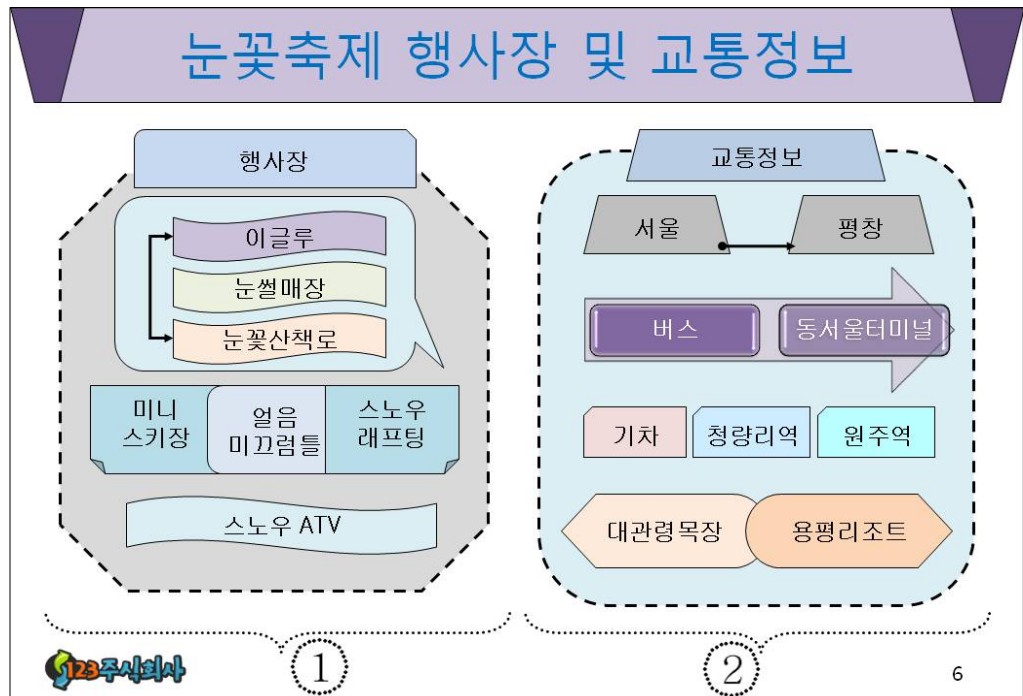 눈꽃축제 행사장 및 교통정보
행사장
이글루
눈썰매장
눈꽃산책로
미니
스키장
얼음
미끄럼틀
스노우
래프팅
스노우 ATV
1
교통정보
서울
평창
버스
동서울터미널
기차
청량리역
원주역
대관령목장
용평리조트
2
123주식회사
6